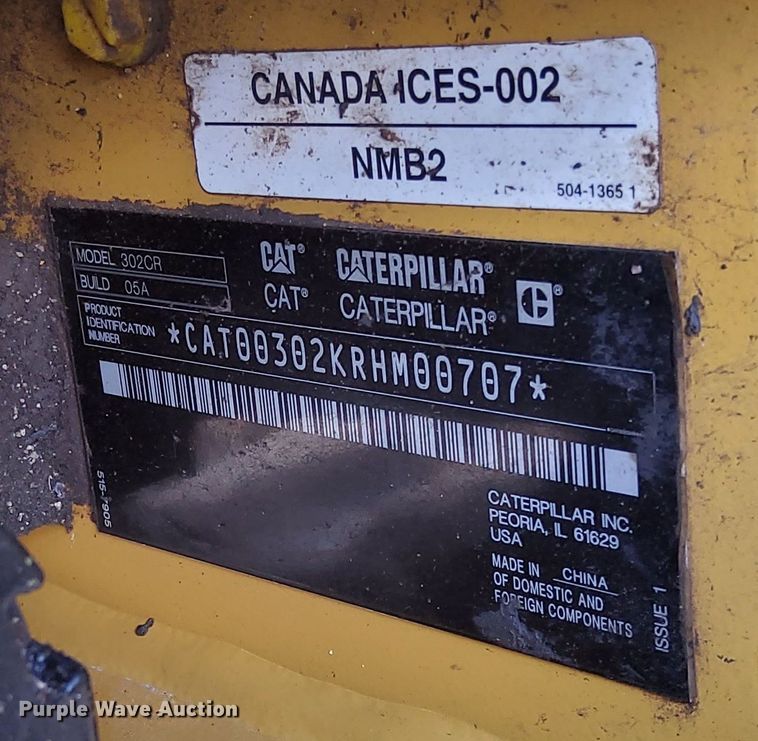 CANADA ICES-002
NMB2
504-1365 1
MODEL 302CR
BUILD 05A
CAT CATERPILLAR®
CAT® CATERPILLAR®
PRODUCT
IDENTIFICATION
NUMBER
*CAT00302KRHM00707*
515-7905
CATERPILLAR INC.
PEORIA, IL 61629
USA
MADE IN CHINA
OF DOMESTIC AND
FOREIGN COMPONENTS
ISSUE 1
Purple Wave Auction